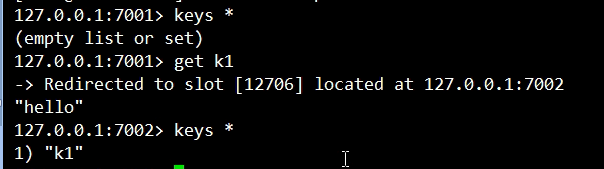 127.0.0.1:7001> keys *
(empty list or set)
127.0.0.1:7001> get k1
-> Redirected to slot [12706] located at 127.0.0.1:7002
"hello"
127.0.0.1:7002> keys *
1) "k1"